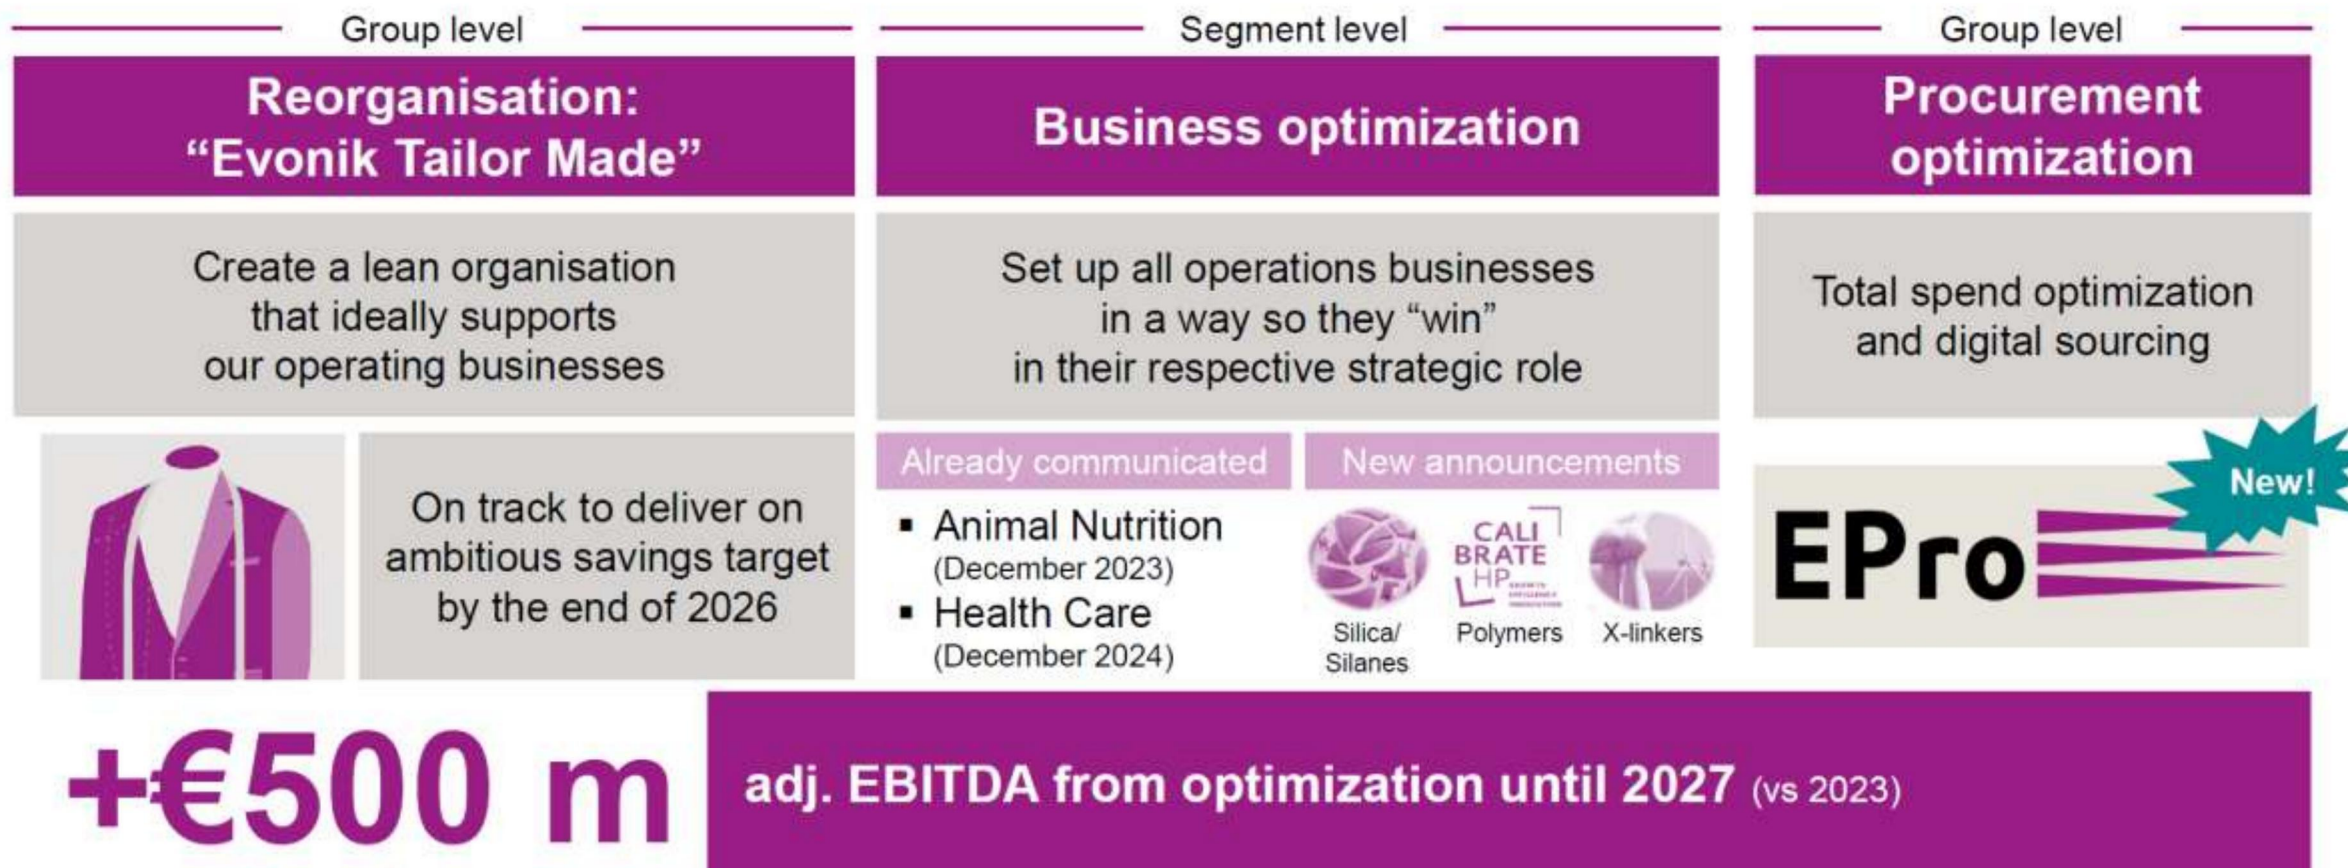 Group level
Reorganisation:
“Evonik Tailor Made”
Create a lean organisation
that ideally supports
our operating businesses
On track to deliver on
ambitious savings target
by the end of 2026
Segment level
Business optimization
Set up all operations businesses
in a way so they “win”
in their respective strategic role
Already communicated
▪ Animal Nutrition
(December 2023)
▪ Health Care
(December 2024)
New announcements
Silica/
Silanes
CALI
BRATE
HP
Polymers
X-linkers
Group level
Procurement
optimization
Total spend optimization
and digital sourcing
New!
EPro
+€500 m
adj. EBITDA from optimization until 2027 (vs 2023)